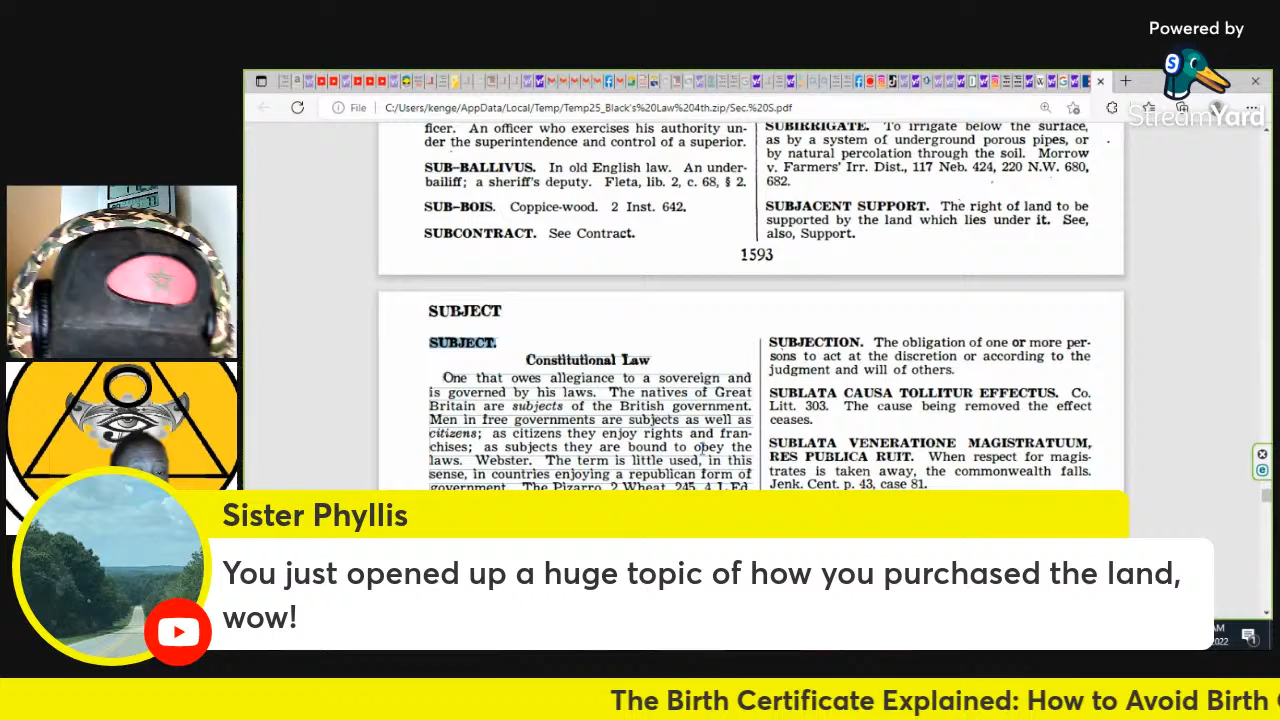 Powered by
StreamYard
File
C:/Users/kenge/AppData/Local/Temp/Temp25_Black's%20Law%204th.zip/Sec.%20S.pdf
ficer. An officer who exercises his authority un-
der the superintendence and control of a superior.
SUB-BALLIVUS. In old English law. An under-
bailiff; a sheriff's deputy. Fleta, lib. 2, c. 68, § 2.
SUB-BOIS. Coppice-wood. 2 Inst. 642.
SUBCONTRACT. See Contract.
SUBIRRIGATE. To irrigate below the surface,
as by a system of underground porous pipes, or
by natural percolation through the soil. Morrow
v. Farmers' Irr. Dist., 117 Neb. 424, 220 N.W. 680,
682.
SUBJACENT SUPPORT. The right of land to be
supported by the land which lies under it. See,
also, Support.
1593
SUBJECT
SUBJECT.
Constitutional Law
One that owes allegiance to a sovereign and
is governed by his laws. The natives of Great
Britain are subjects of the British government.
Men in free governments are subjects as well as
citizens; as citizens they enjoy rights and fran-
chises; as subjects they are bound to obey the
laws. Webster. The term is little used, in this
sense, in countries enjoying a republican form of
government. The Pizarro, 2 Wheat. 245, 4 L.Ed.
SUBJECTION. The obligation of one or more per-
sons to act at the discretion or according to the
judgment and will of others.
SUBLATA CAUSA TOLLITUR EFFECTUS. Co.
Litt. 303. The cause being removed the effect
ceases.
SUBLATA VENERATIONE MAGISTRATUUM,
RES PUBLICA RUIT. When respect for magis-
trates is taken away, the commonwealth falls.
Jenk. Cent. p. 43, case 81.
AM
2022
Sister Phyllis
You just opened up a huge topic of how you purchased the land,
wow!
The Birth Certificate Explained: How to Avoid Birth